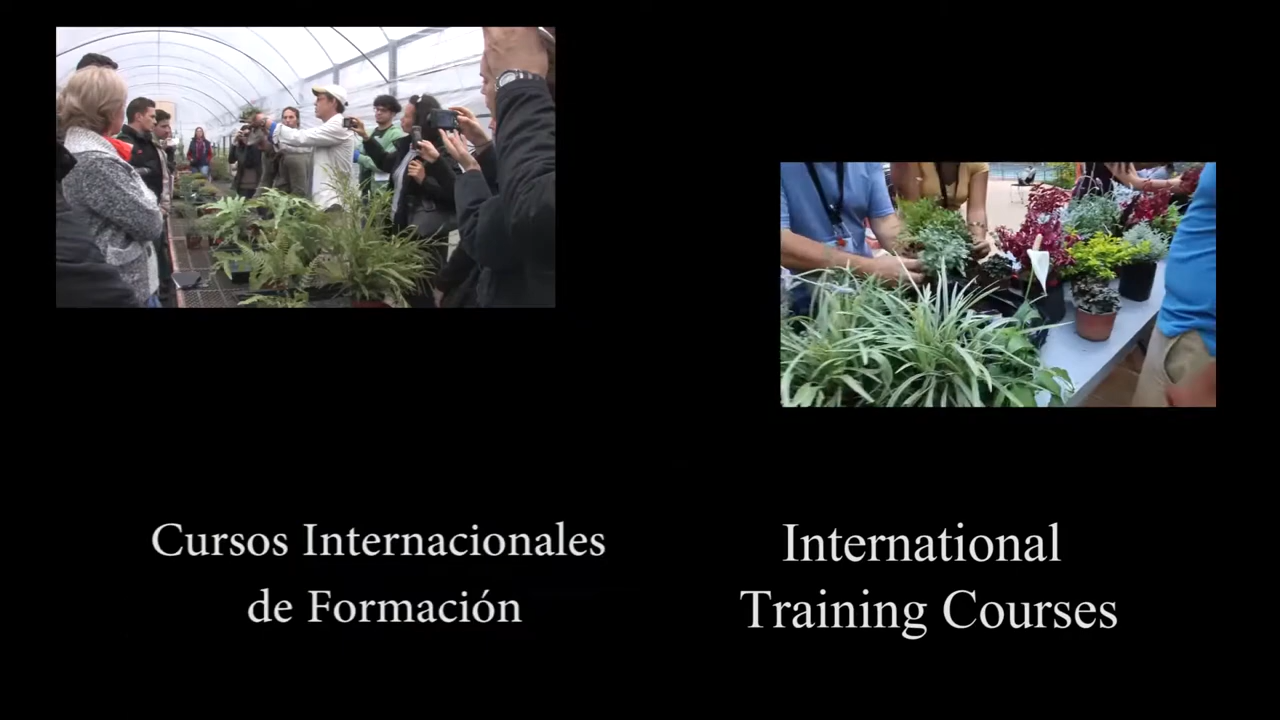 Cursos Internacionales
de Formación
International
Training Courses